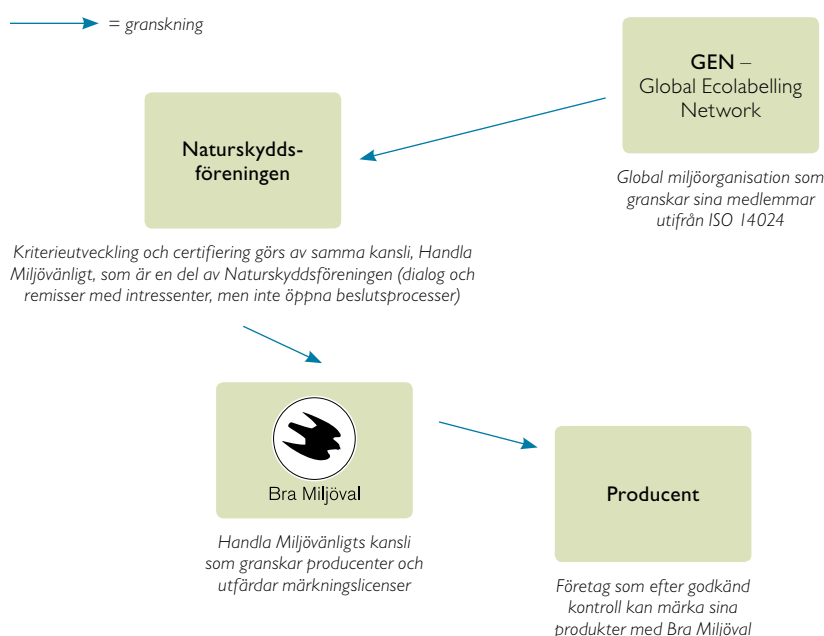 = granskning
GEN –
Global Ecolabelling
Network
Global miljöorganisation som
granskar sina medlemmar
utifrån ISO 14024
Naturskydds-
föreningen
Kriterieutveckling och certifiering görs av samma kansli, Handla
Miljövänligt, som är en del av Naturskyddsföreningen (dialog och
remisser med intressenter, men inte öppna beslutsprocesser)
Bra Miljöval
Handla Miljövänligts kansli
som granskar producenter och
utfärdar märkningslicenser
Producent
Företag som efter godkänd
kontroll kan märka sina
produkter med Bra Miljöval